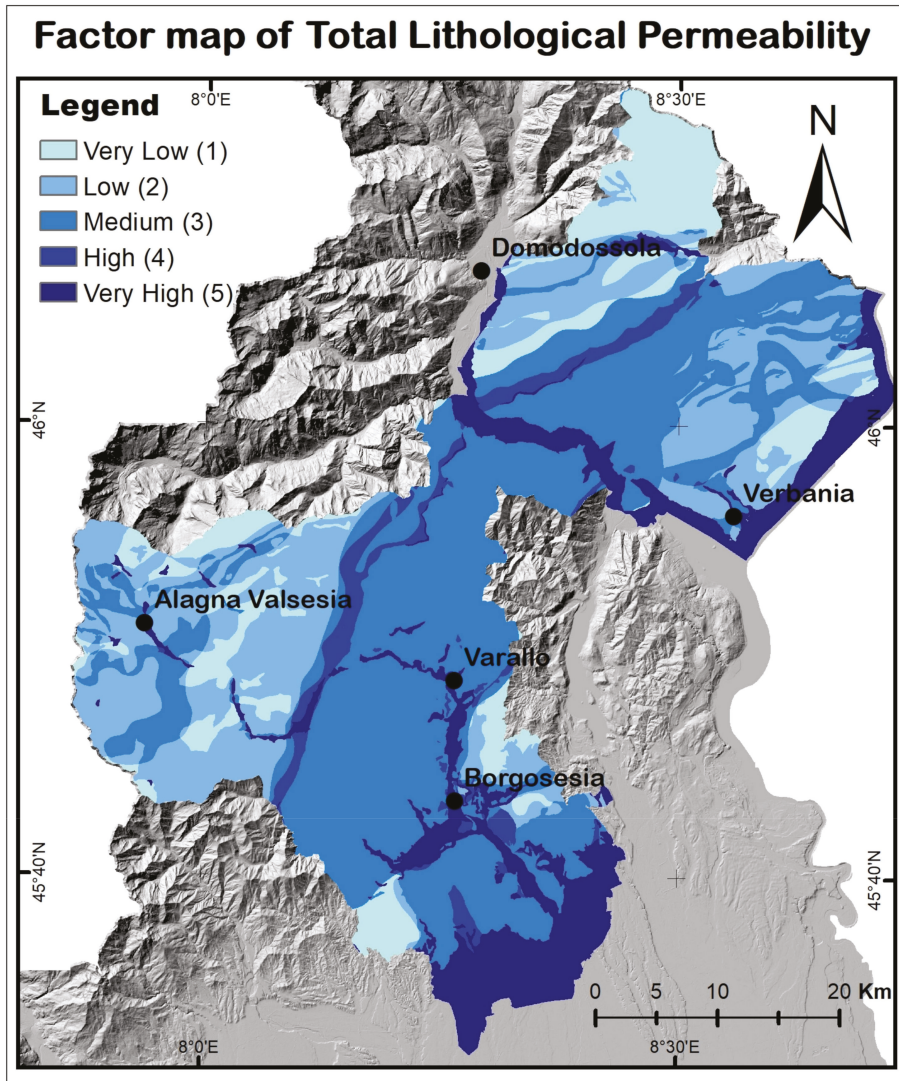 Factor map of Total Lithological Permeability
8°0'E
8°30'E
Legend
Very Low (1)
Low (2)
Medium (3)
High (4)
Very High (5)
N
Domodossola
46°N
46°N
Verbania
Alagna Valsesia
Varallo
Borgosesia
45°40'N
45°40'N
0 5 10 20 Km
8°0'E
8°30'E